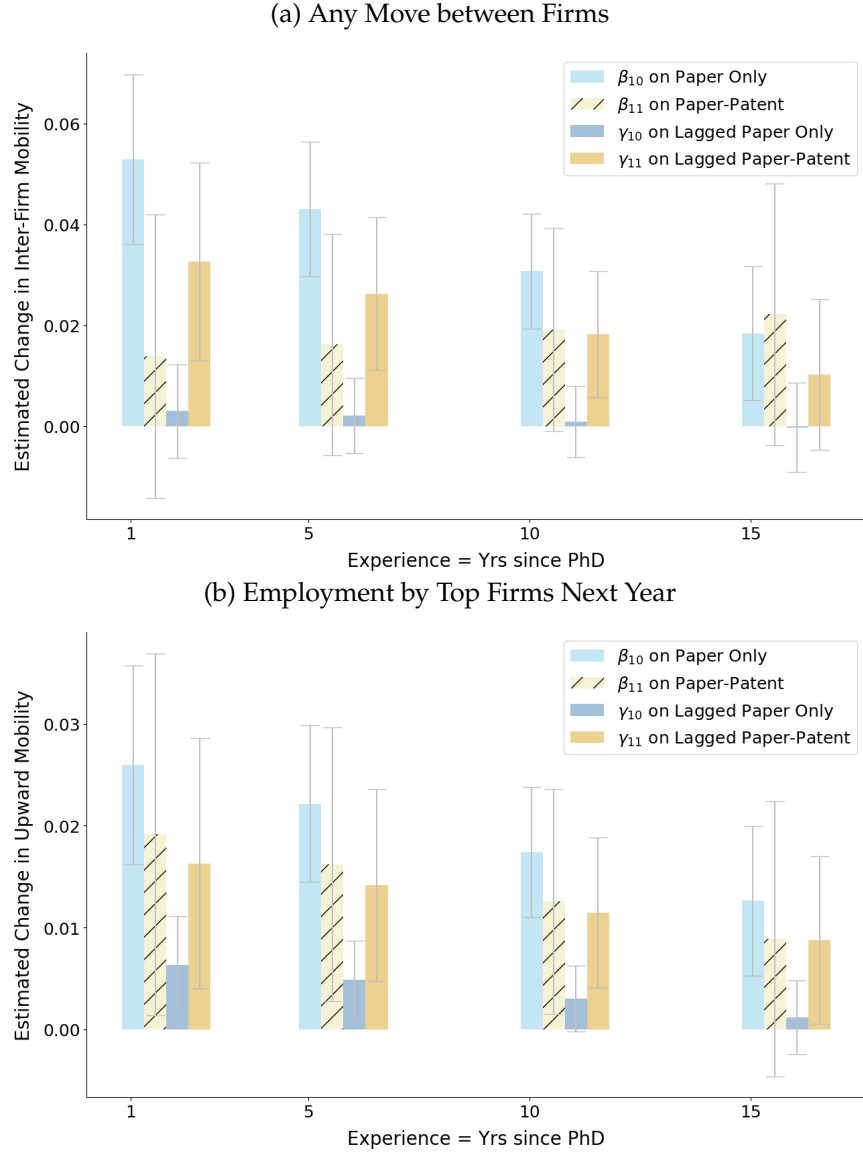 (a) Any Move between Firms
β₁₀ on Paper Only
β₁₁ on Paper-Patent
γ₁₀ on Lagged Paper Only
γ₁₁ on Lagged Paper-Patent
Estimated Change in Inter-Firm Mobility
0.06
0.04
0.02
0.00
1 5 10 15
Experience = Yrs since PhD
(b) Employment by Top Firms Next Year
β₁₀ on Paper Only
β₁₁ on Paper-Patent
γ₁₀ on Lagged Paper Only
γ₁₁ on Lagged Paper-Patent
Estimated Change in Upward Mobility
0.03
0.02
0.01
0.00
1 5 10 15
Experience = Yrs since PhD